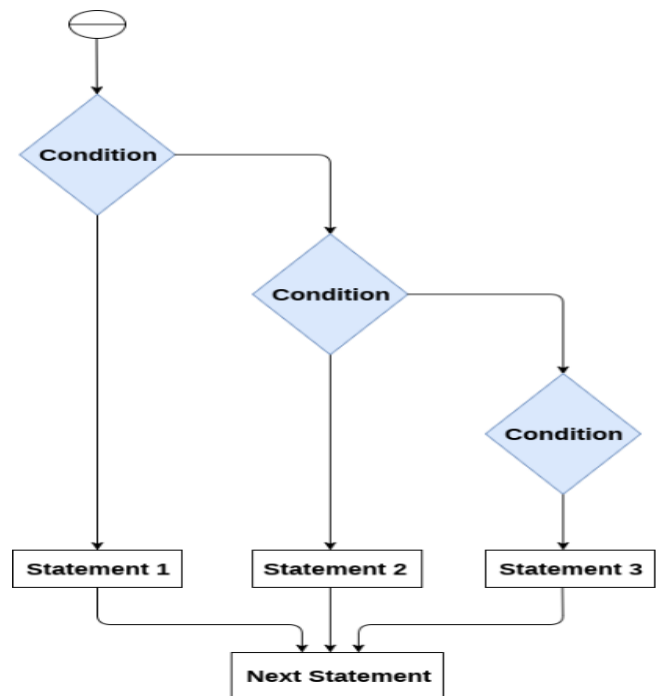 Condition
Condition
Condition
Statement 1
Statement 2
Statement 3
Next Statement